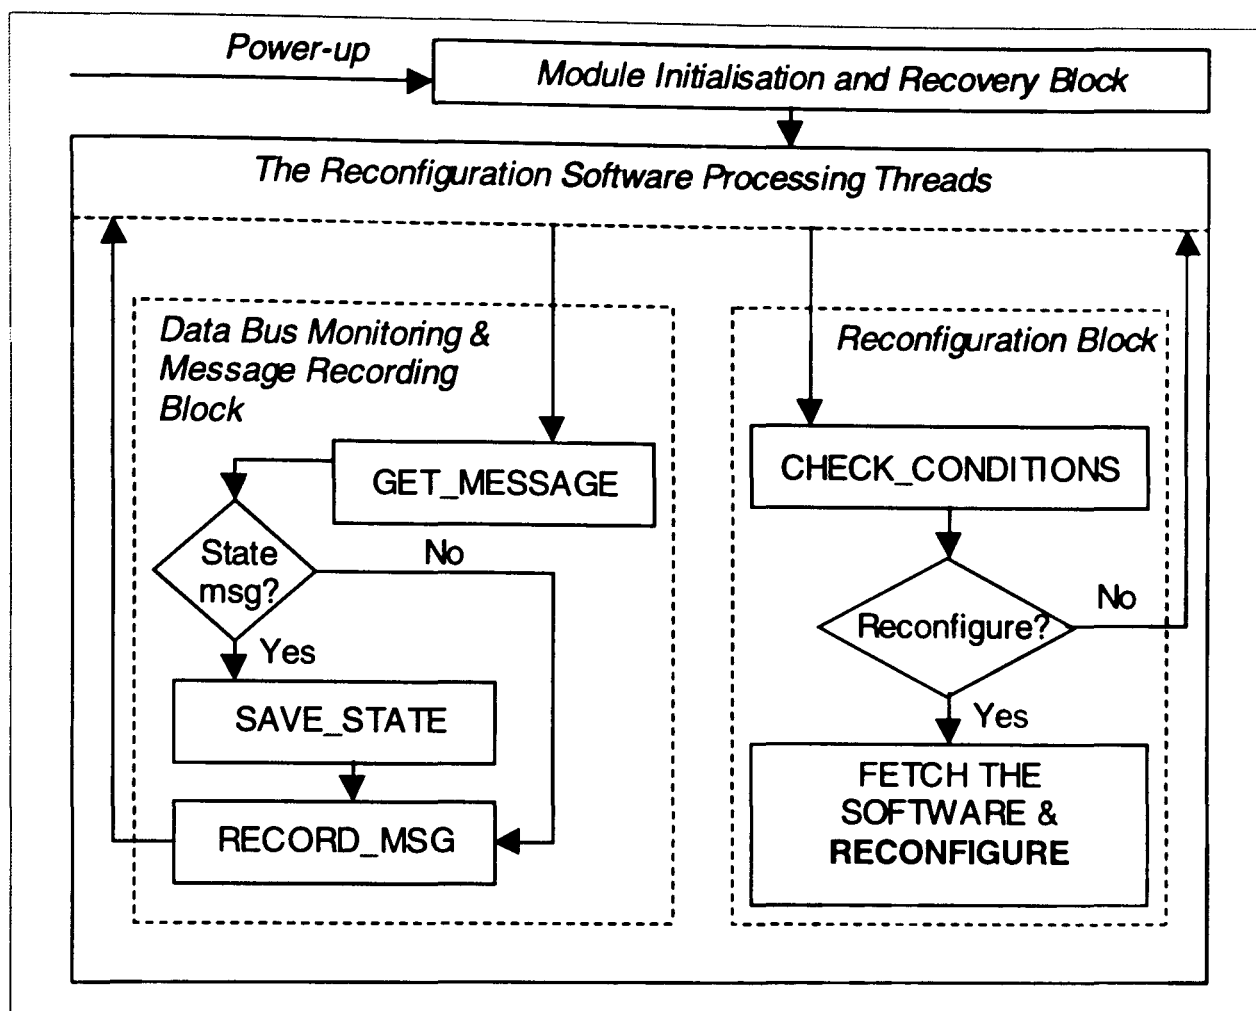 Power-up
Module Initialisation and Recovery Block
The Reconfiguration Software Processing Threads
Data Bus Monitoring &
Message Recording
Block
GET_MESSAGE
State
msg?
No
Yes
SAVE_STATE
RECORD_MSG
Reconfiguration Block
CHECK_CONDITIONS
Reconfigure?
No
Yes
FETCH THE
SOFTWARE &
RECONFIGURE